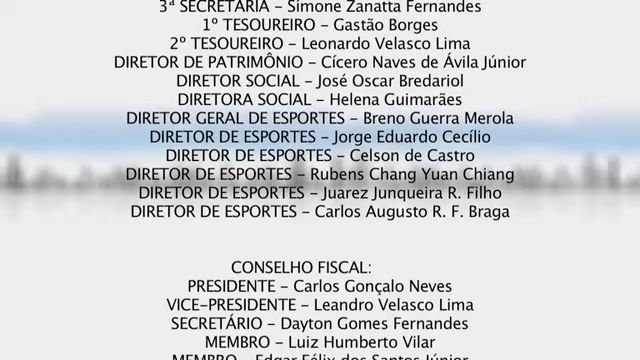 3ª SECRETÁRIA – Simone Zanatta Fernandes
1º TESOUREIRO – Gastão Borges
2º TESOUREIRO – Leonardo Velasco Lima
DIRETOR DE PATRIMÔNIO – Cícero Naves de Ávila Júnior
DIRETOR SOCIAL – José Oscar Bredariol
DIRETORA SOCIAL – Helena Guimarães
DIRETOR GERAL DE ESPORTES – Breno Guerra Merola
DIRETOR DE ESPORTES – Jorge Eduardo Cecílio
DIRETOR DE ESPORTES – Celson de Castro
DIRETOR DE ESPORTES – Rubens Chang Yuan Chiang
DIRETOR DE ESPORTES – Juarez Junqueira R. Filho
DIRETOR DE ESPORTES – Carlos Augusto R. F. Braga
CONSELHO FISCAL:
PRESIDENTE – Carlos Gonçalo Neves
VICE-PRESIDENTE – Leandro Velasco Lima
SECRETÁRIO – Dayton Gomes Fernandes
MEMBRO – Luiz Humberto Vilar
MEMBRO – Edgar Félix dos Santos Júnior